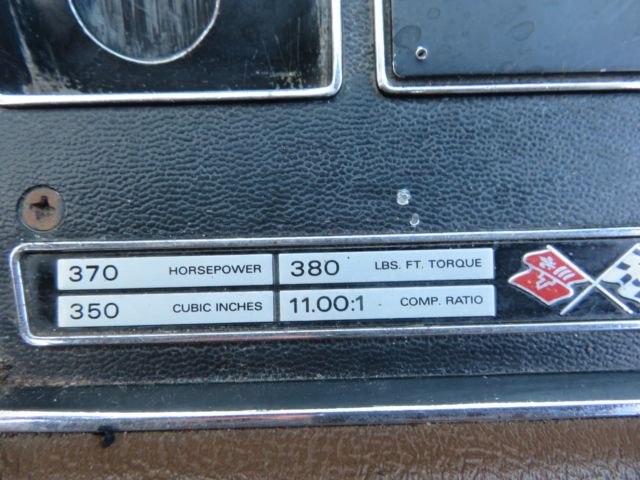 370 HORSEPOWER 380 LBS. FT. TORQUE
350 CUBIC INCHES 11.00:1 COMP. RATIO